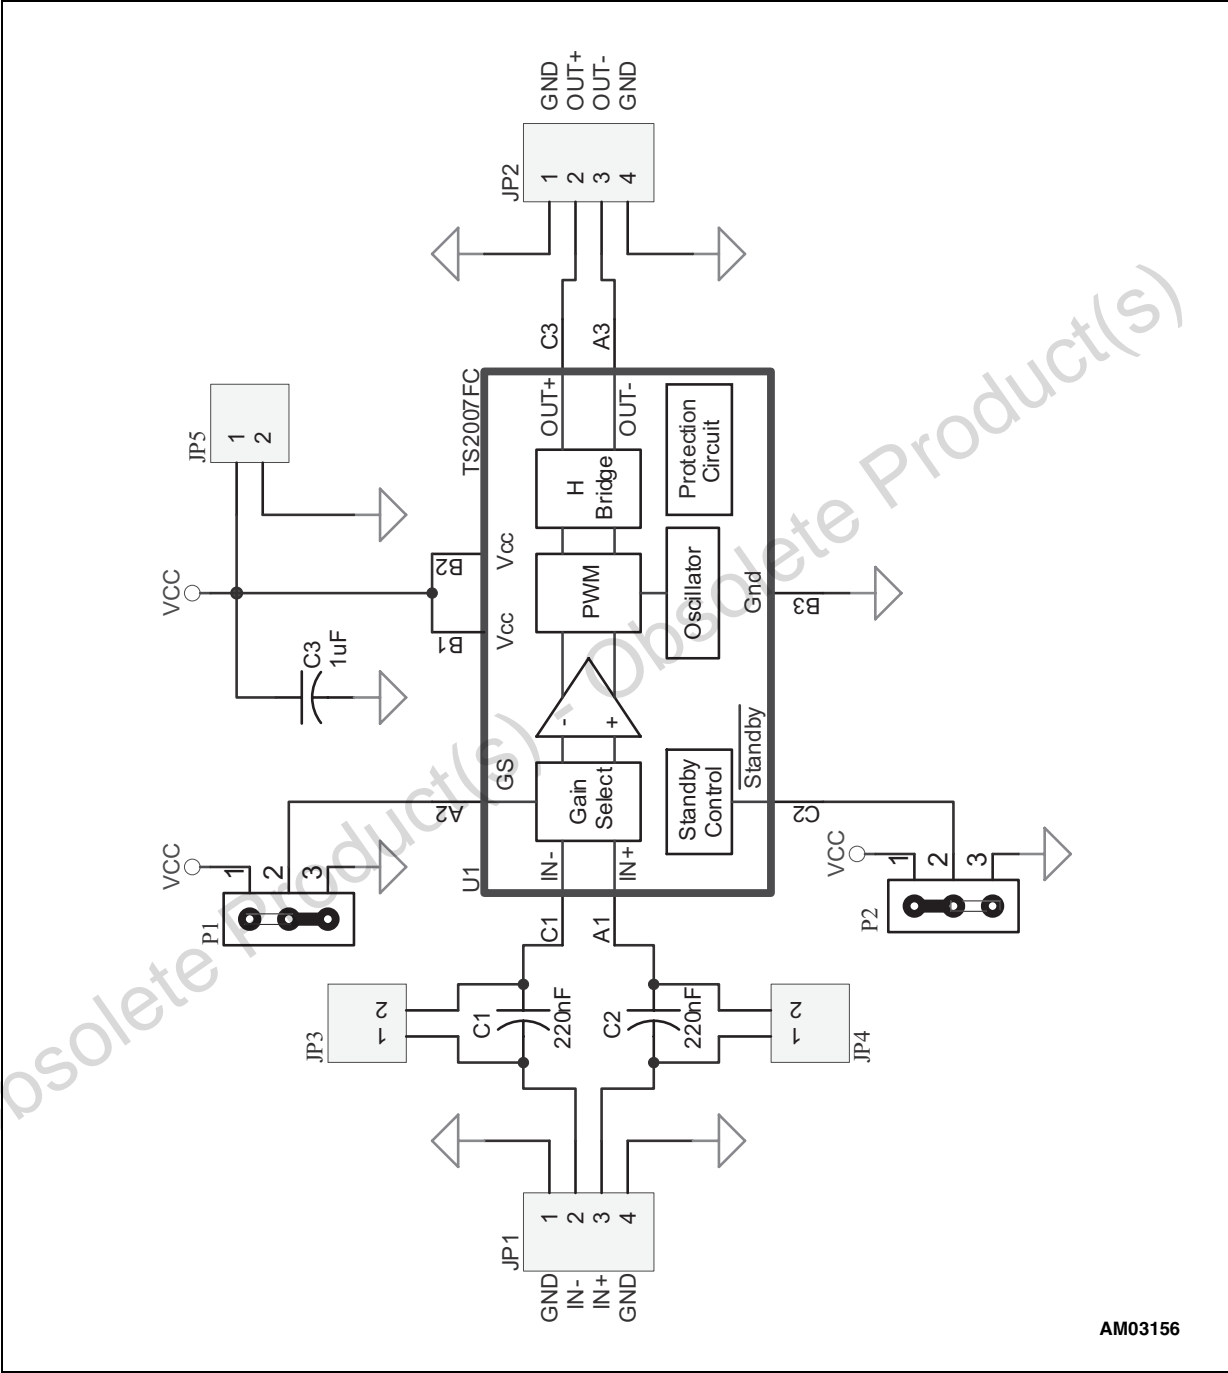 GND
OUT+
OUT-
GND
JP2
1
2
3
4
C3
A3
JP5
1
2
TS2007FC
OUT+
OUT-
H
Bridge
Protection
Circuit
VCC
B2
Vcc
B1
Vcc
PWM
Oscillator
Gnd
B3
C3
1uF
-
+
GS
A2
Gain
Select
Standby
Control
Standby
C2
VCC
1
2
3
P1
U1
IN-
IN+
C1
A1
VCC
1
2
3
P2
JP3
2
1
C1
220nF
C2
220nF
2
1
JP4
JP1
1
2
3
4
GND
IN-
IN+
GND
bsolete Product(s) - Obsolete Product(s)
AM03156